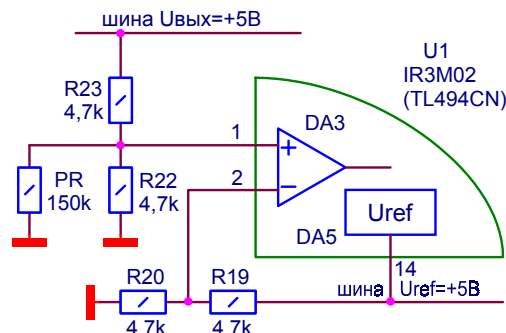 шина Uвых=+5В
U1
IR3M02
(TL494CN)
R23
4,7k
DA3
1
+
PR
150k
R22
4,7k
2
−
Uref
DA5
14
шина Uref=+5В
R20
4,7k
R19
4,7k